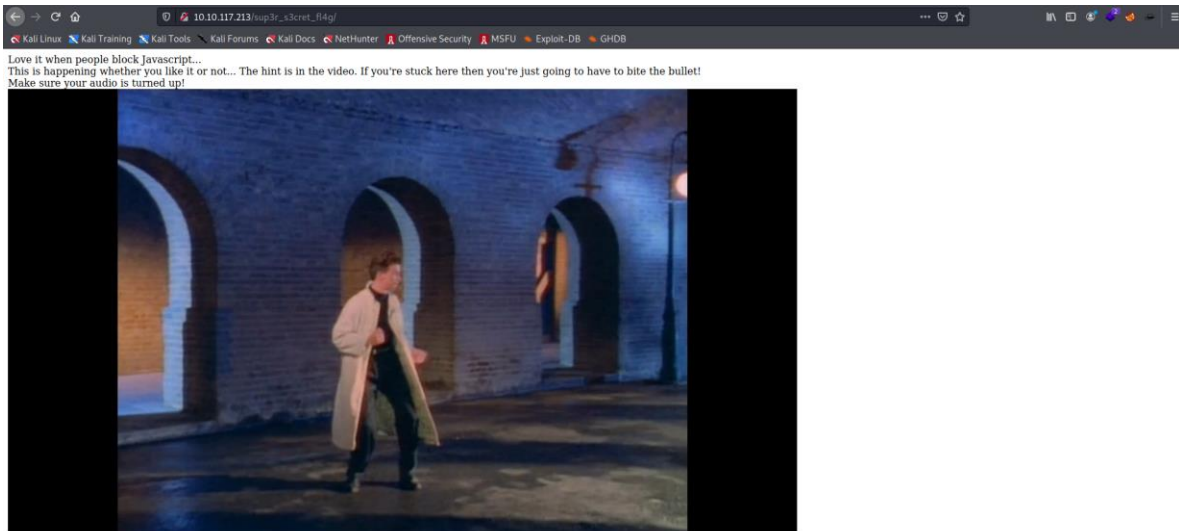 10.10.117.213/sup3r_s3cret_fl4g/
Kali Linux Kali Training Kali Tools Kali Forums Kali Docs NetHunter Offensive Security MSFU Exploit-DB GHDB
Love it when people block Javascript...
This is happening whether you like it or not... The hint is in the video. If you're stuck here then you're just going to have to bite the bullet!
Make sure your audio is turned up!